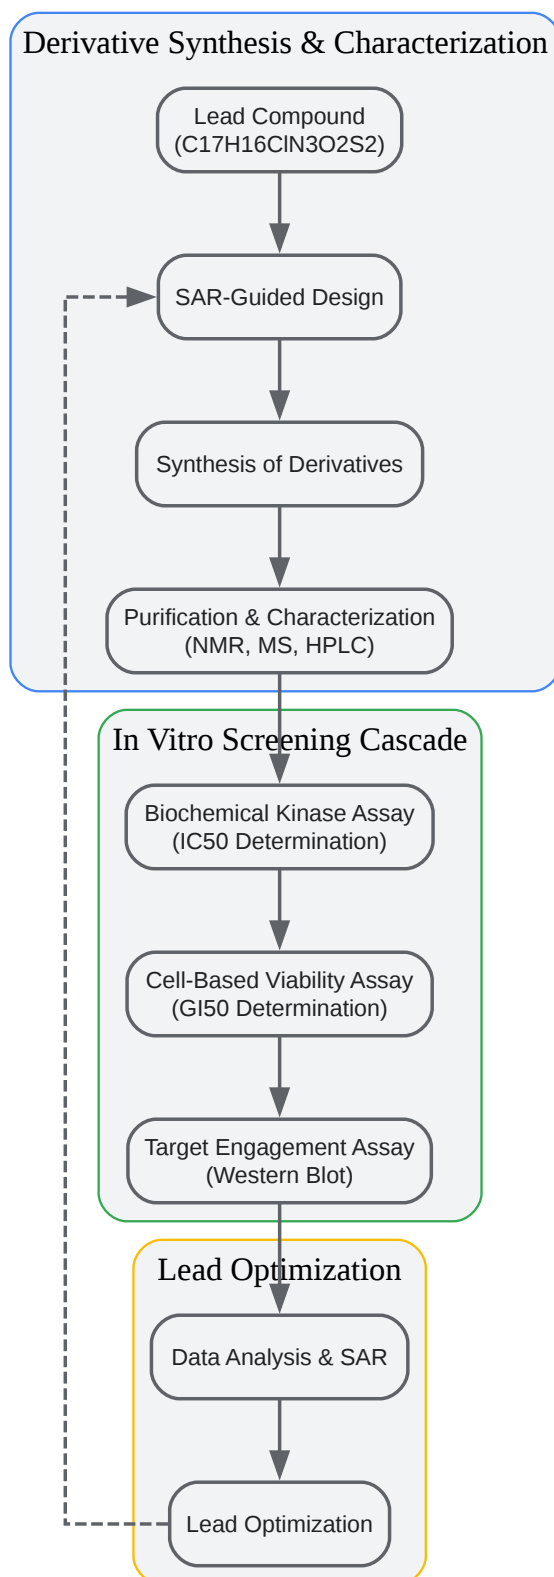 Derivative Synthesis & Characterization
Lead Compound
(C17H16ClN3O2S2)
SAR-Guided Design
Synthesis of Derivatives
Purification & Characterization
(NMR, MS, HPLC)
In Vitro Screening Cascade
Biochemical Kinase Assay
(IC50 Determination)
Cell-Based Viability Assay
(GI50 Determination)
Target Engagement Assay
(Western Blot)
Lead Optimization
Data Analysis & SAR
Lead Optimization